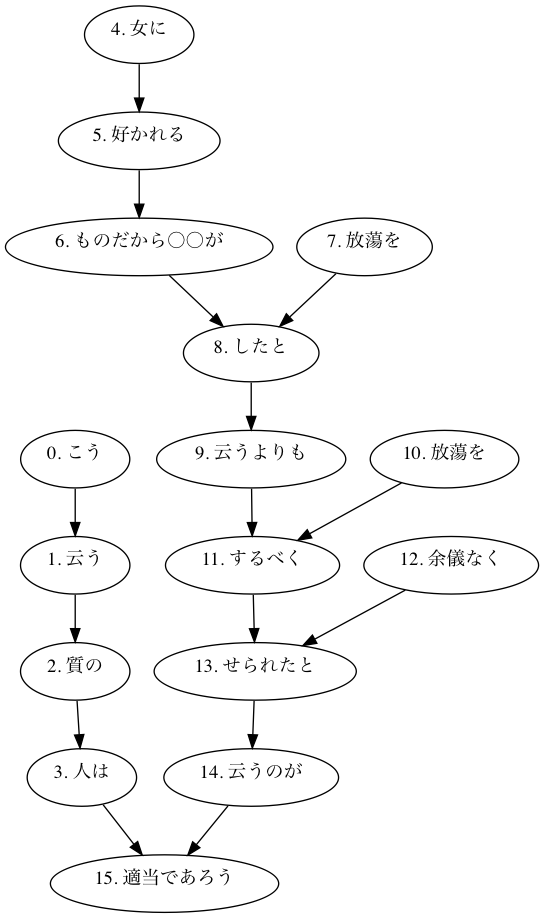 4. 女に
5. 好かれる
6. ものだから〇〇が
7. 放蕩を
8. したと
0. こう
9. 云うよりも
10. 放蕩を
1. 云う
11. するべく
12. 余儀なく
2. 質の
13. せられたと
3. 人は
14. 云うのが
15. 適当であろう